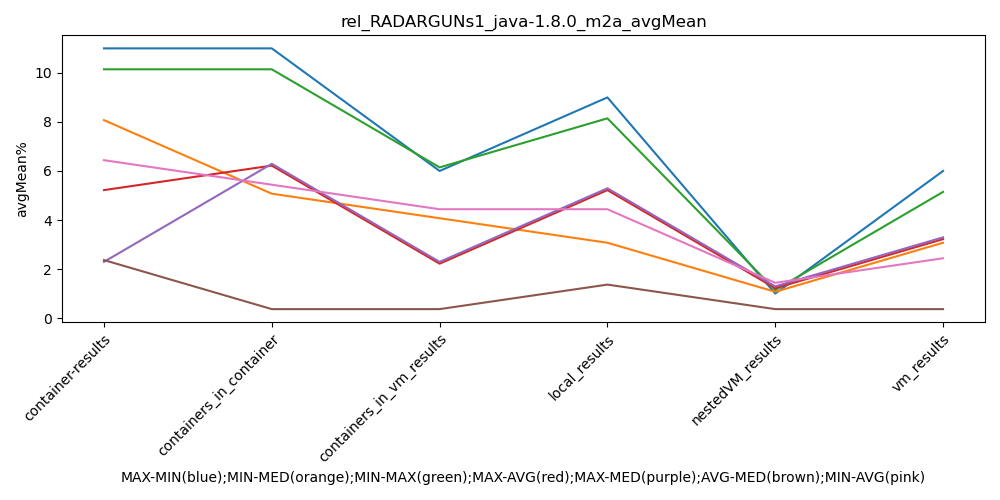 rel_RADARGUNs1_java-1.8.0_m2a_avgMean
avgMean%
10
8
6
4
2
0
container-results
containers_in_container
containers_in_vm_results
local_results
nestedVM_results
vm_results
MAX-MIN(blue);MIN-MED(orange);MIN-MAX(green);MAX-AVG(red);MAX-MED(purple);AVG-MED(brown);MIN-AVG(pink)